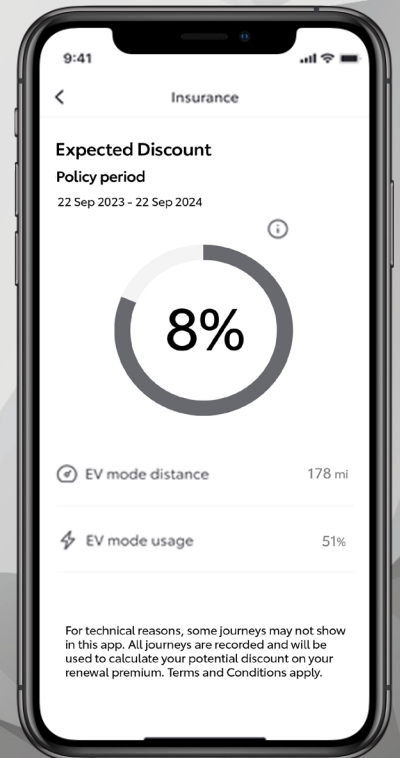 9:41
Insurance
Expected Discount
Policy period
22 Sep 2023 - 22 Sep 2024
8%
EV mode distance 178 mi
EV mode usage 51%
For technical reasons, some journeys may not show
in this app. All journeys are recorded and will be
used to calculate your potential discount on your
renewal premium. Terms and Conditions apply.